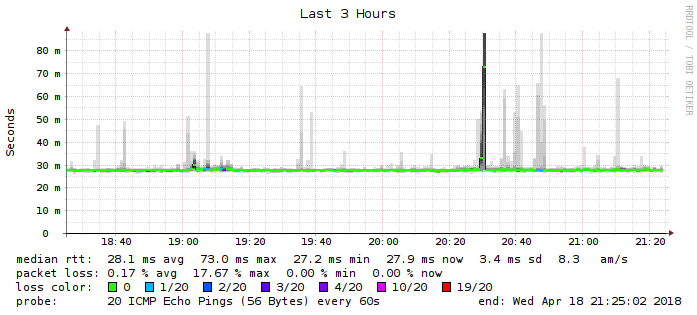 Last 3 Hours
RRDTOOL / TOBI OETIKER
Seconds
80 m
70 m
60 m
50 m
40 m
30 m
20 m
10 m
0
18:40 19:00 19:20 19:40 20:00 20:20 20:40 21:00 21:20
median rtt: 28.1 ms avg 73.0 ms max 27.2 ms min 27.9 ms now 3.4 ms sd 8.3 am/s
packet loss: 0.17 % avg 17.67 % max 0.00 % min 0.00 % now
loss color: 0 1/20 2/20 3/20 4/20 10/20 19/20
probe: 20 ICMP Echo Pings (56 Bytes) every 60s end: Wed Apr 18 21:25:02 2018